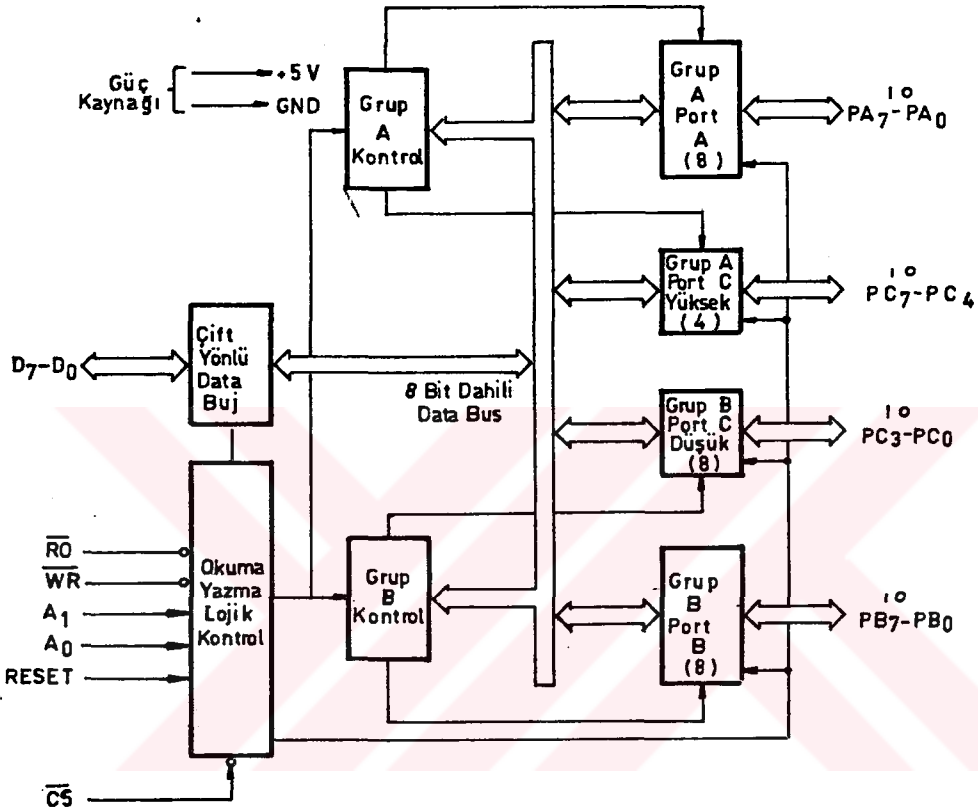 Güç
Kaynağı
+5 V
GND
Grup
A
Kontrol
Grup
A
Port
A
(8)
IO
PA7-PA0
Grup A
Port C
Yüksek
(4)
IO
PC7-PC4
Çift
Yönlü
Data
Buj
D7-D0
8 Bit Dahili
Data Bus
Grup B
Port C
Düşük
(8)
IO
PC3-PC0
Okuma
Yazma
Lojik
Kontrol
RO
WR
A1
A0
RESET
CS
Grup
B
Kontrol
Grup
B
Port
B
(8)
IO
PB7-PB0